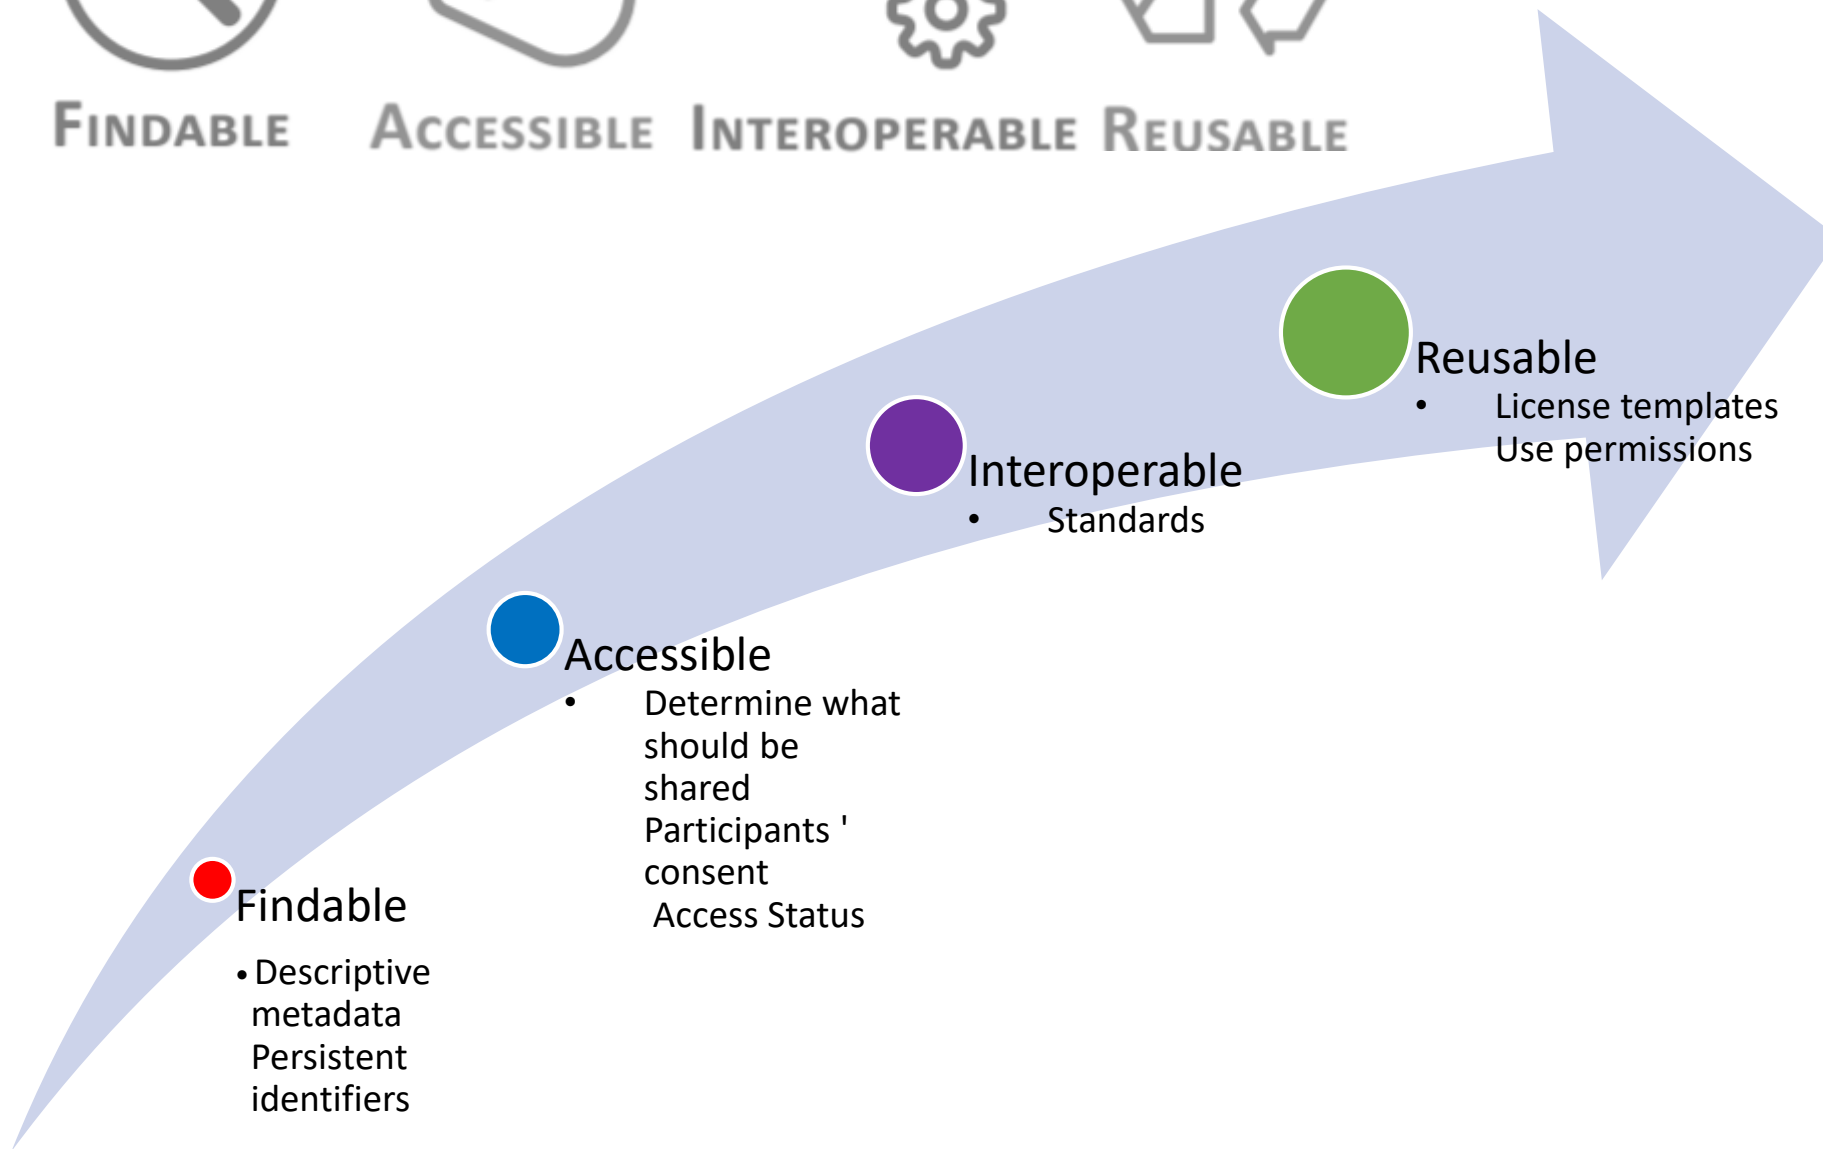 FINDABLE ACCESSIBLE INTEROPERABLE REUSABLE
Reusable
• License templates
Use permissions
Interoperable
• Standards
Accessible
• Determine what
should be
shared
Participants '
consent
Access Status
Findable
• Descriptive
metadata
Persistent
identifiers